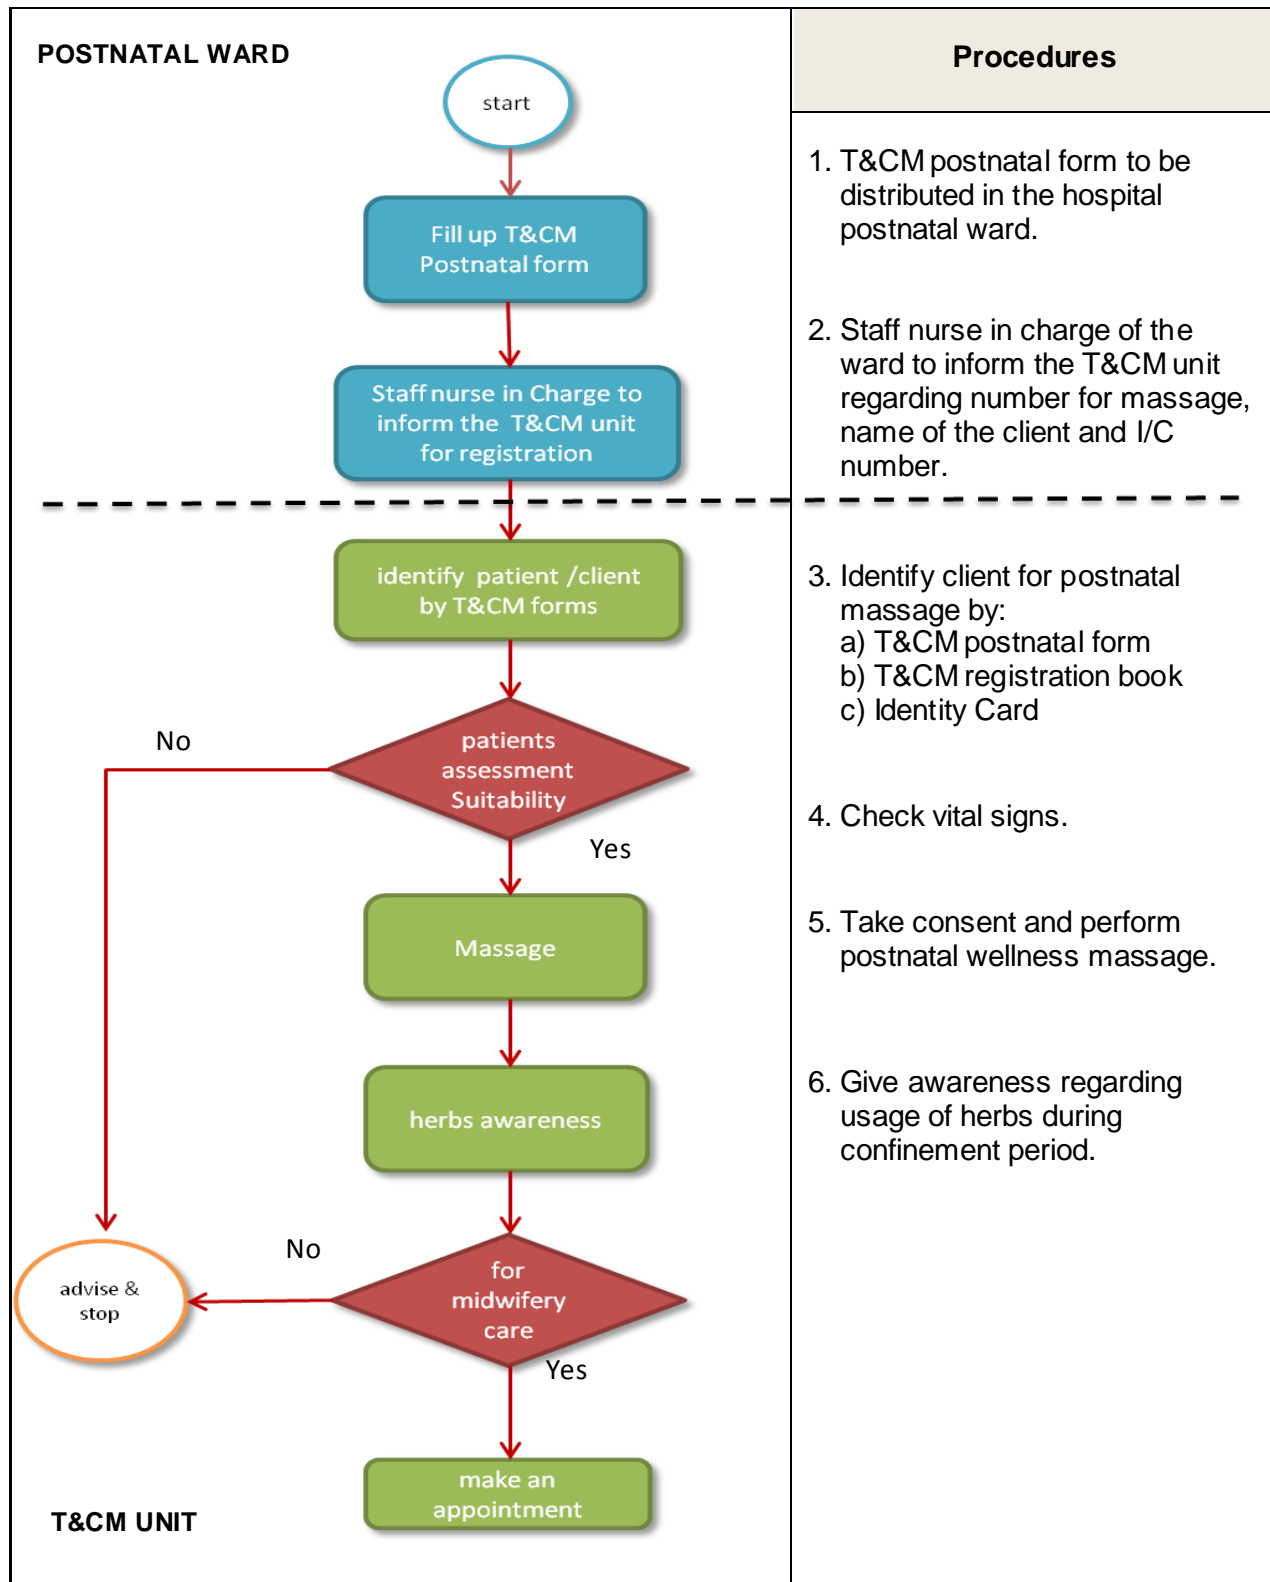 POSTNATAL WARD
start
Fill up T&CM
Postnatal form
Staff nurse in Charge to
inform the T&CM unit
for registration
identify patient /client
by T&CM forms
patients
assessment
Suitability
No
Yes
Massage
herbs awareness
for
midwifery
care
No
advise &
stop
Yes
make an
appointment
T&CM UNIT
Procedures
1. T&CM postnatal form to be
distributed in the hospital
postnatal ward.
2. Staff nurse in charge of the
ward to inform the T&CM unit
regarding number for massage,
name of the client and I/C
number.
3. Identify client for postnatal
massage by:
a) T&CM postnatal form
b) T&CM registration book
c) Identity Card
4. Check vital signs.
5. Take consent and perform
postnatal wellness massage.
6. Give awareness regarding
usage of herbs during
confinement period.